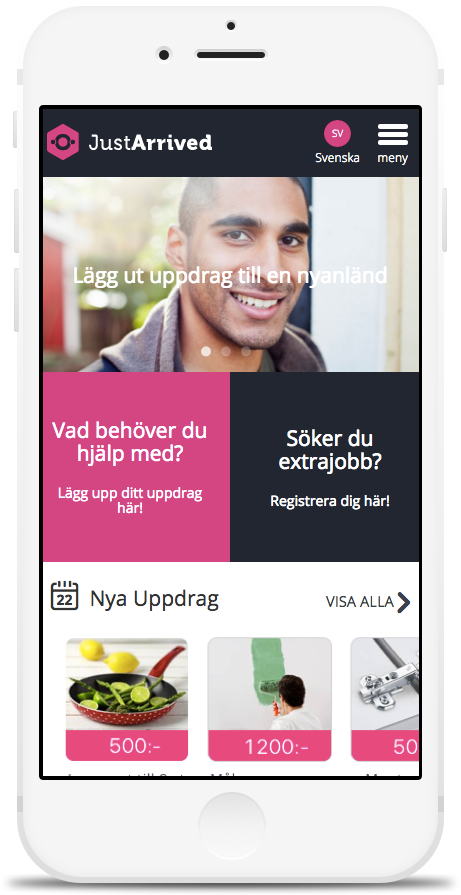 JustArrived
SV
Svenska
meny
Lägg ut uppdrag till en nyanländ
Vad behöver du
hjälp med?
Lägg upp ditt uppdrag
här!
Söker du
extrajobb?
Registrera dig här!
22
Nya Uppdrag
VISA ALLA
500:-
1200:-
50